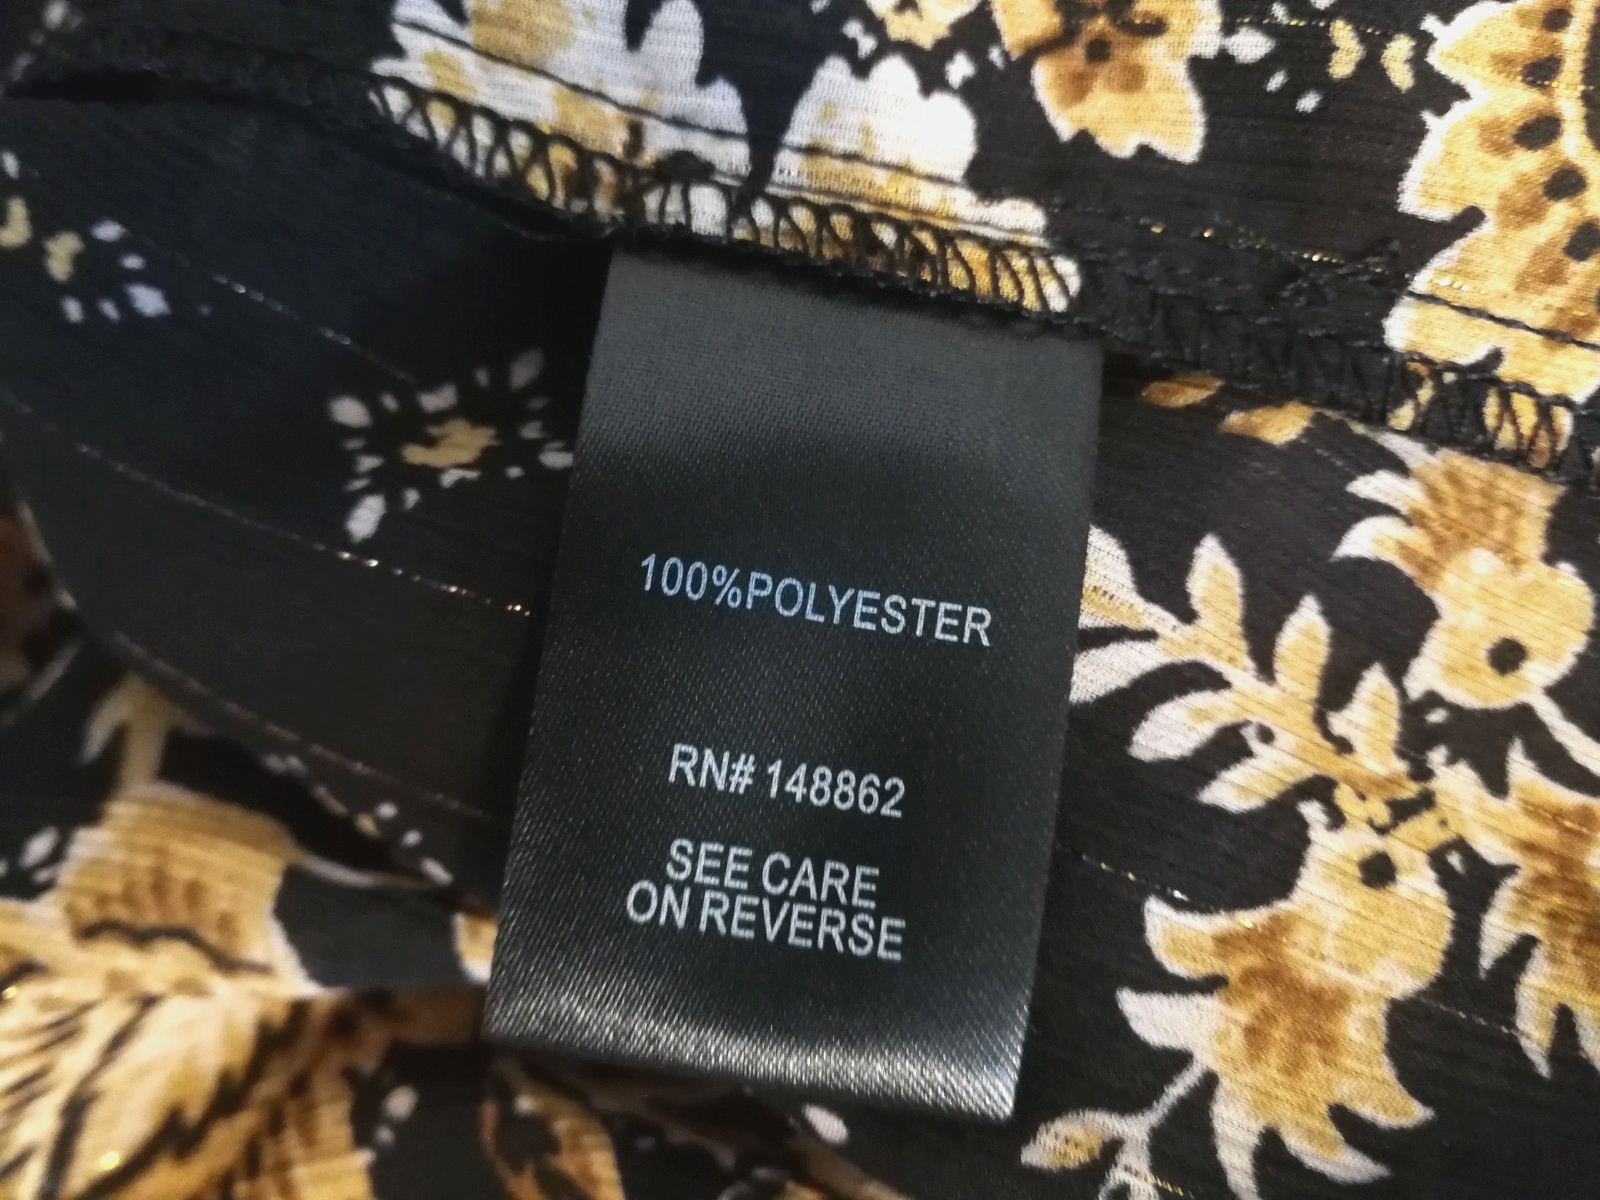 100%POLYESTER
RN# 148862
SEE CARE
ON REVERSE